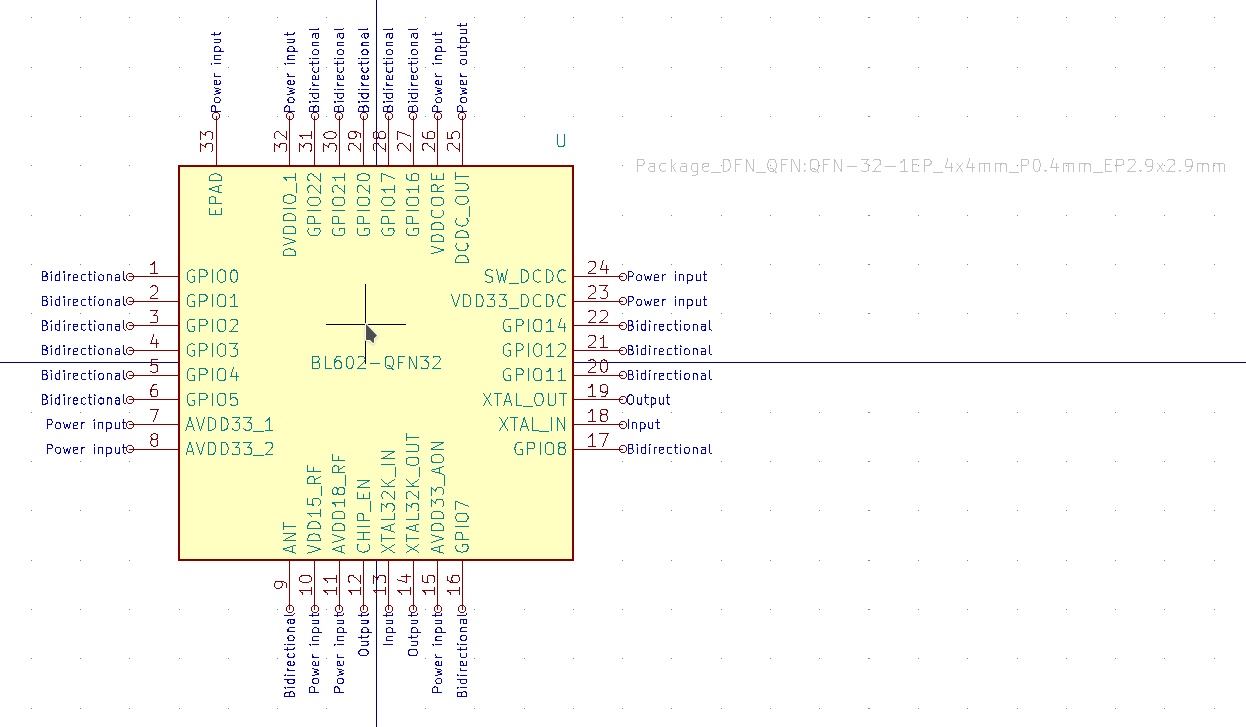 Power input
Power input
Bidirectional
Bidirectional
Bidirectional
Bidirectional
Bidirectional
Power input
Power output
33
32
31
30
29
28
27
26
25
U
Package_DFN_QFN:QFN-32-1EP_4x4mm_P0.4mm_EP2.9x2.9mm
EPAD
DVDDIO_1
GPIO22
GPIO21
GPIO20
GPIO17
GPIO16
VDDCORE
DCDC_OUT
Bidirectional 1 GPIO0
Bidirectional 2 GPIO1
Bidirectional 3 GPIO2
Bidirectional 4 GPIO3
Bidirectional 5 GPIO4
Bidirectional 6 GPIO5
Power input 7 AVDD33_1
Power input 8 AVDD33_2
BL602-QFN32
SW_DCDC 24 Power input
VDD33_DCDC 23 Power input
GPIO14 22 Bidirectional
GPIO12 21 Bidirectional
GPIO11 20 Bidirectional
XTAL_OUT 19 Output
XTAL_IN 18 Input
GPIO8 17 Bidirectional
ANT
VDD15_RF
AVDD18_RF
CHIP_EN
XTAL32K_IN
XTAL32K_OUT
AVDD33_AON
GPIO7
9
10
11
12
13
14
15
16
Bidirectional
Power input
Power input
Output
Input
Output
Power input
Bidirectional